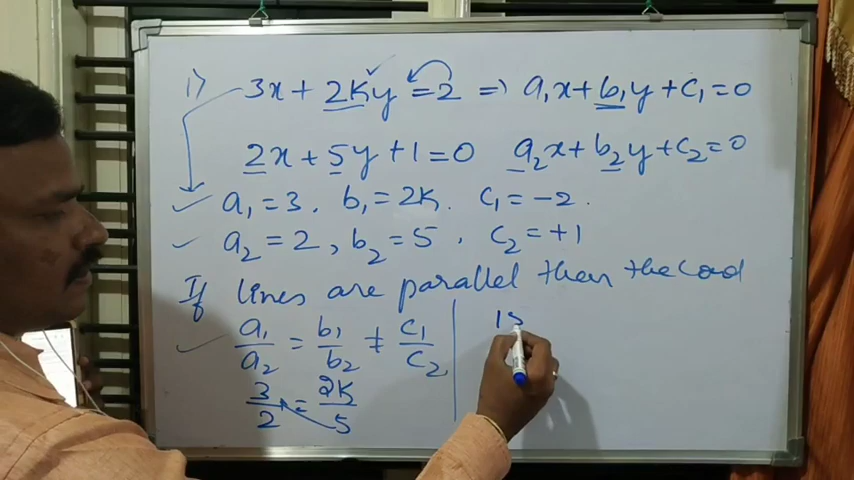 1) 3x + 2Ky = 2 ⇒ a₁x + b₁y + c₁ = 0
2x + 5y + 1 = 0 a₂x + b₂y + c₂ = 0
✓ a₁ = 3. b₁ = 2K. c₁ = -2.
✓ a₂ = 2, b₂ = 5, c₂ = +1
If lines are parallel then the cond
✓ a₁/a₂ = b₁/b₂ ≠ c₁/c₂
3/2 = 2K/5
15